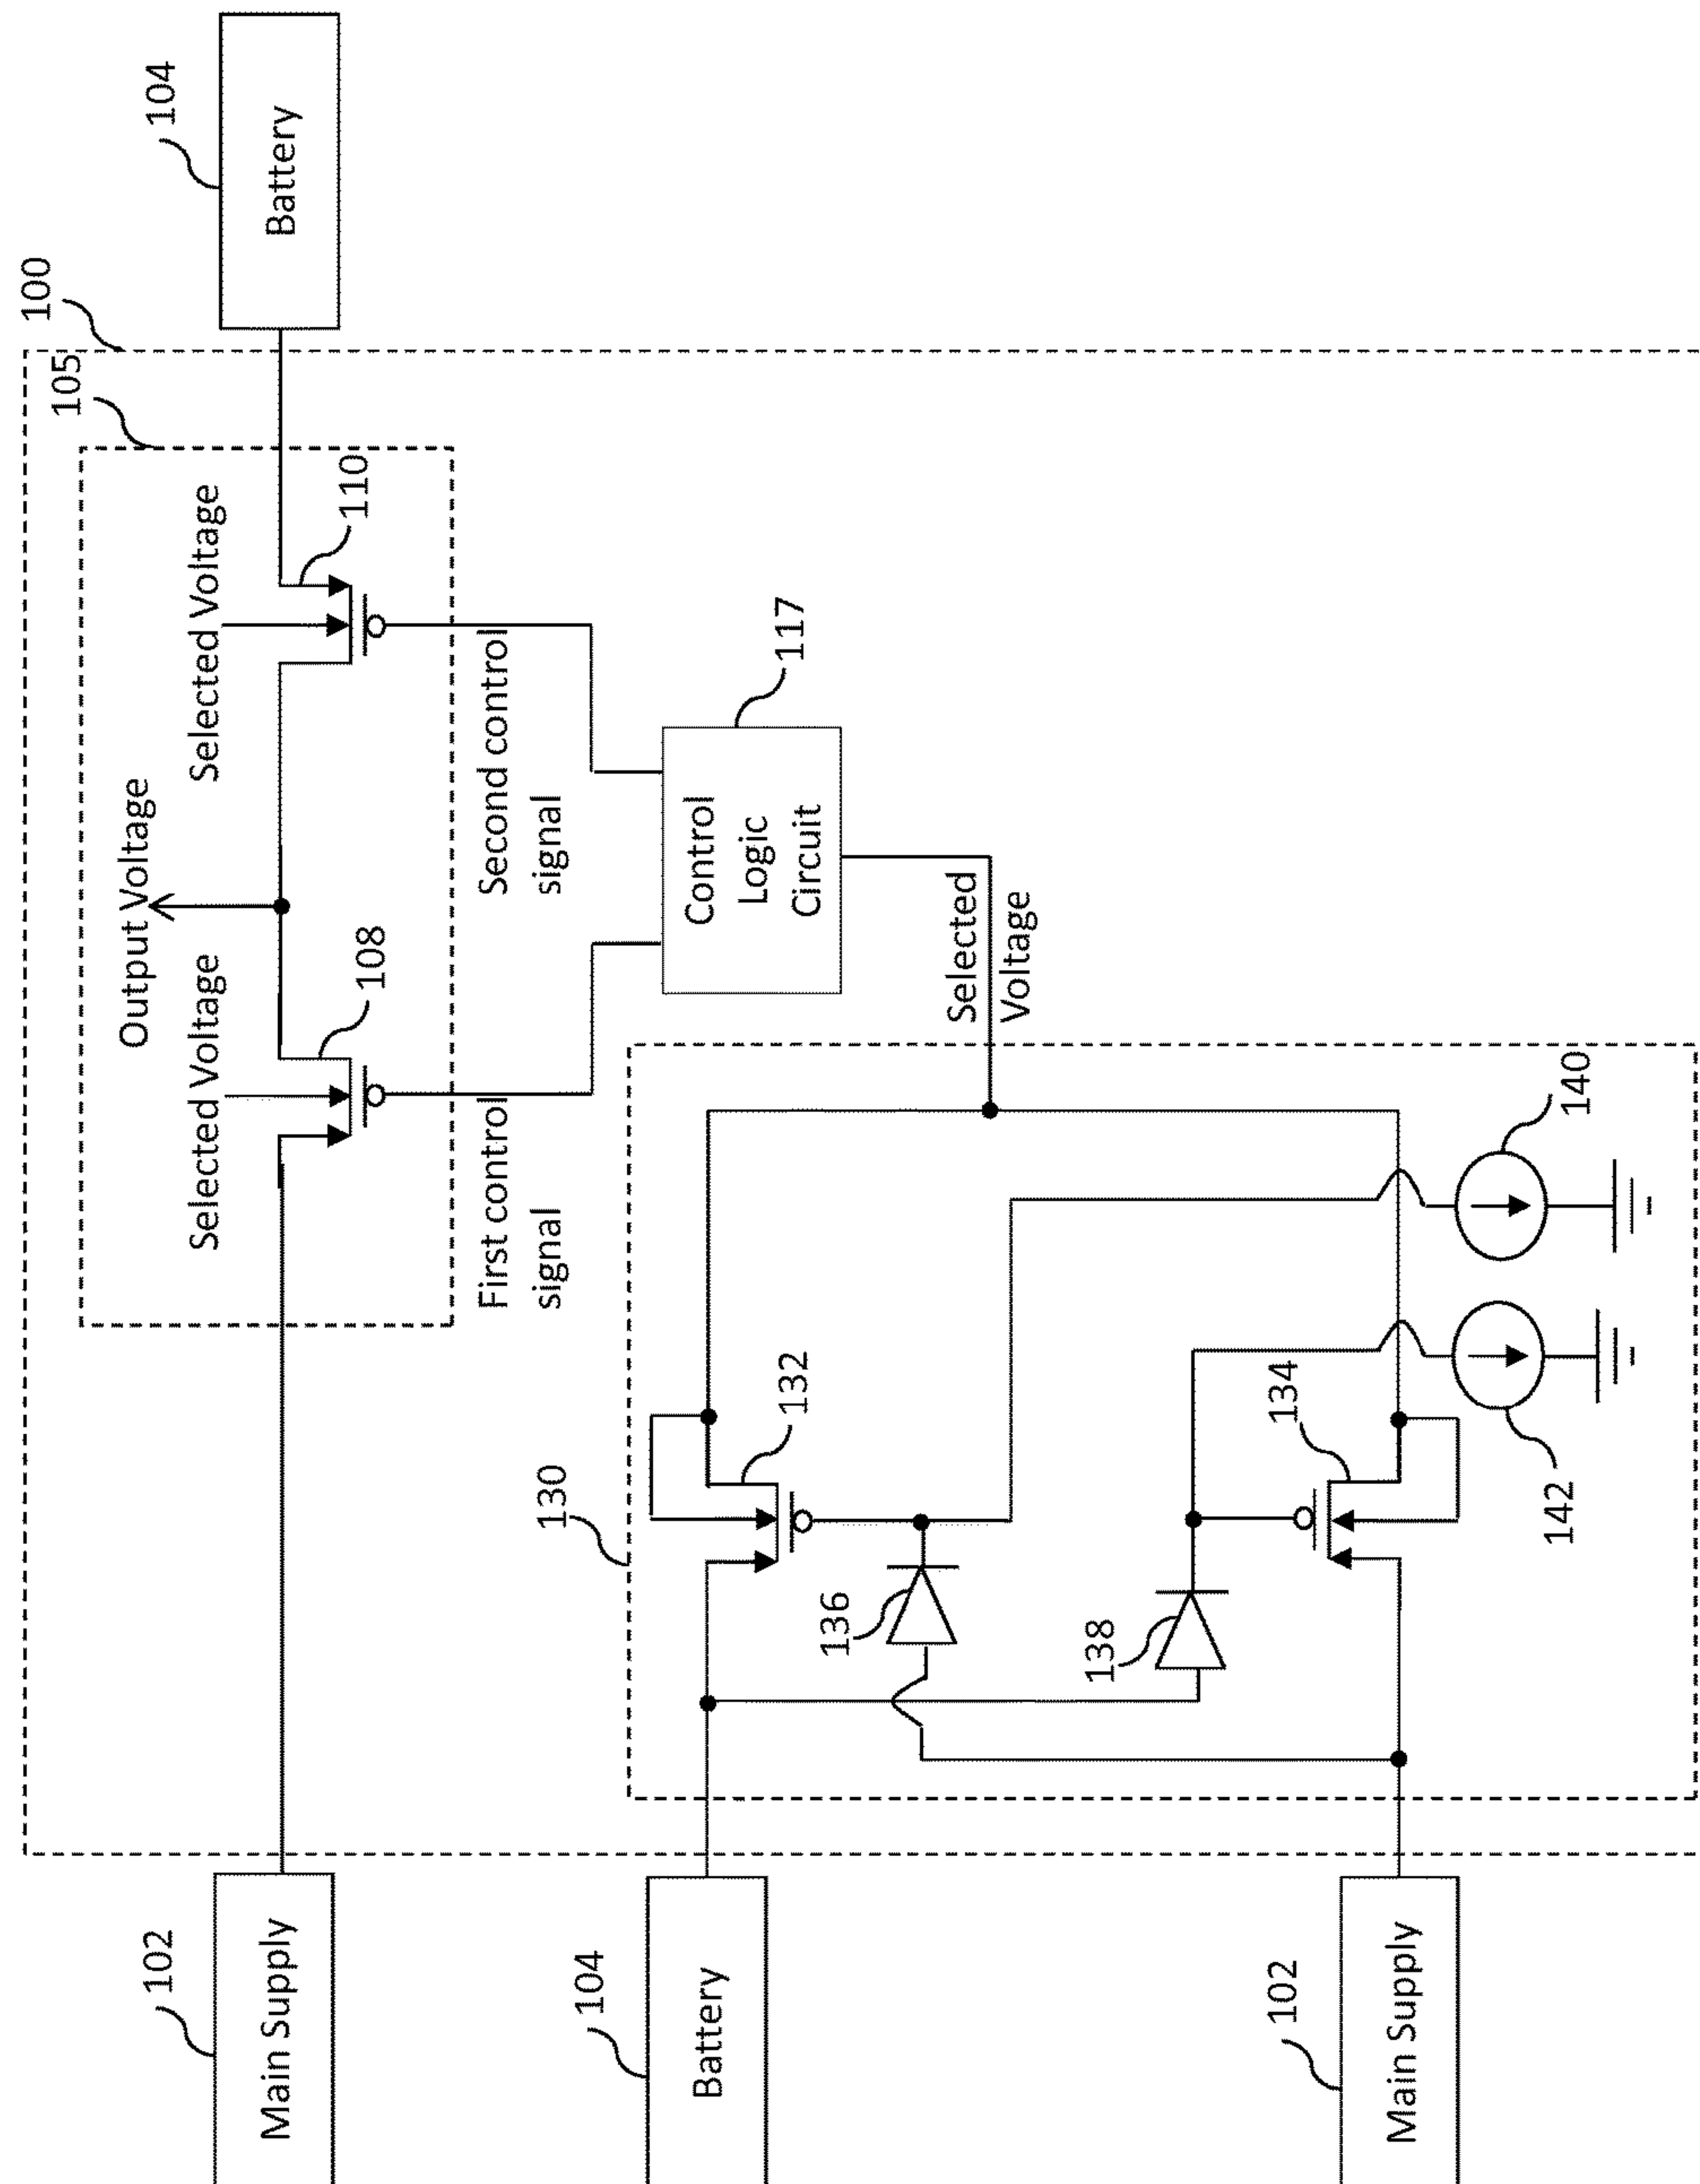 100
105
Output Voltage
Selected Voltage
Selected Voltage
102
Main Supply
108
110
104
Battery
First control
signal
Second control
signal
117
Control
Logic
Circuit
130
132
Selected
Voltage
104
Battery
136
138
134
102
Main Supply
142
140